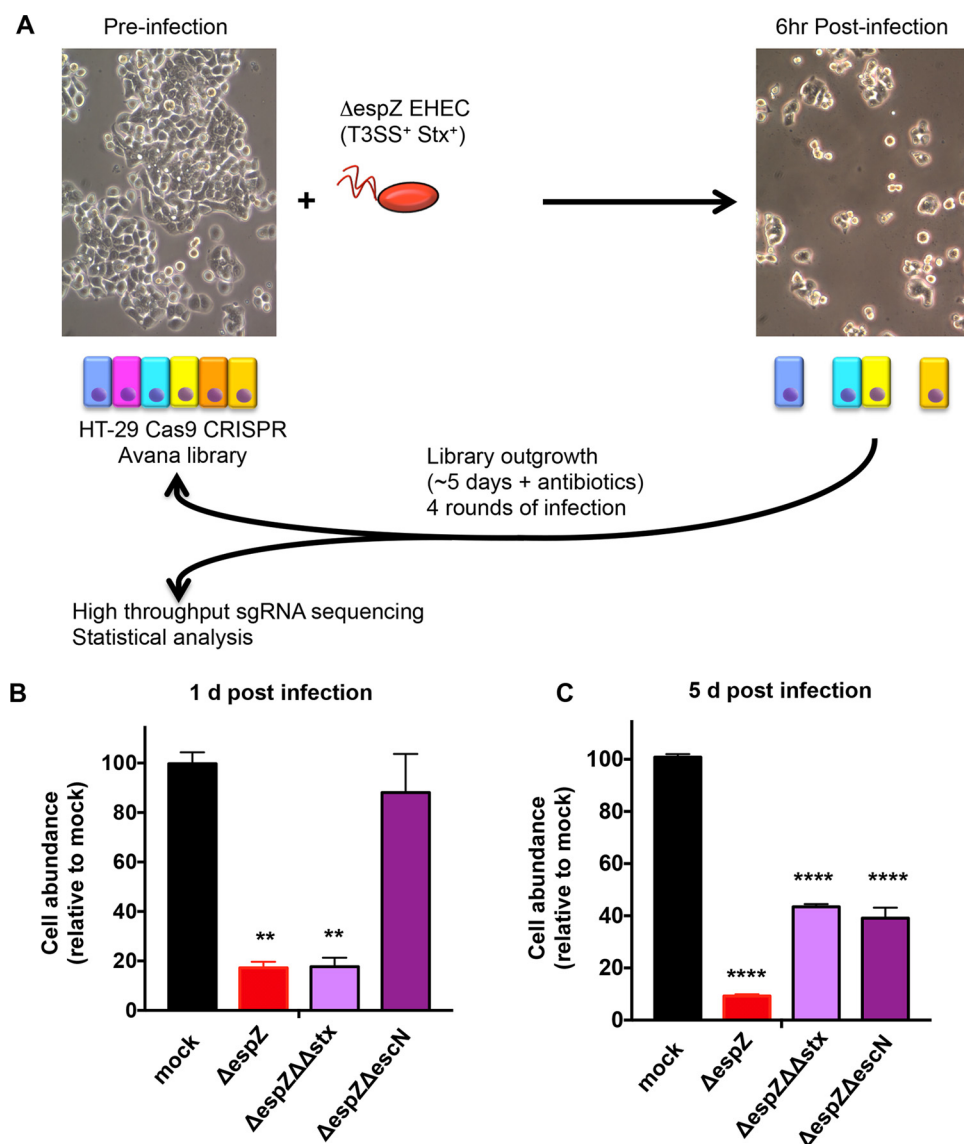 A
Pre-infection
6hr Post-infection
ΔespZ EHEC
(T3SS⁺ Stx⁺)
+
HT-29 Cas9 CRISPR
Avana library
Library outgrowth
(~5 days + antibiotics)
4 rounds of infection
High throughput sgRNA sequencing
Statistical analysis
B
1 d post infection
Cell abundance
(relative to mock)
100
80
60
40
20
0
**
**
mock
ΔespZ
ΔespZΔΔstx
ΔespZΔescN
C
5 d post infection
Cell abundance
(relative to mock)
100
80
60
40
20
0
****
****
****
mock
ΔespZ
ΔespZΔΔstx
ΔespZΔescN